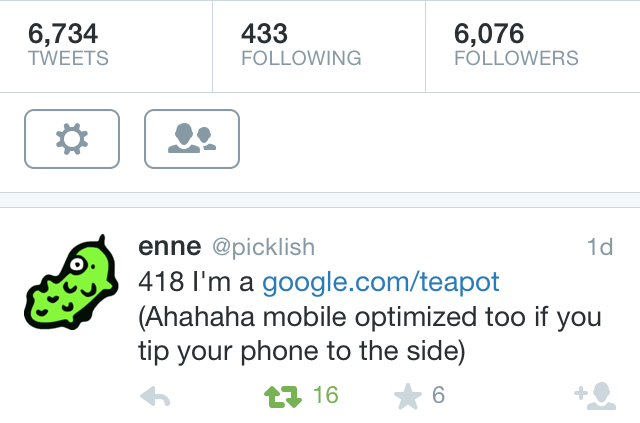 6,734 433 6,076
TWEETS FOLLOWING FOLLOWERS
enne @picklish 1d
418 I'm a google.com/teapot
(Ahahaha mobile optimized too if you
tip your phone to the side)
16 6